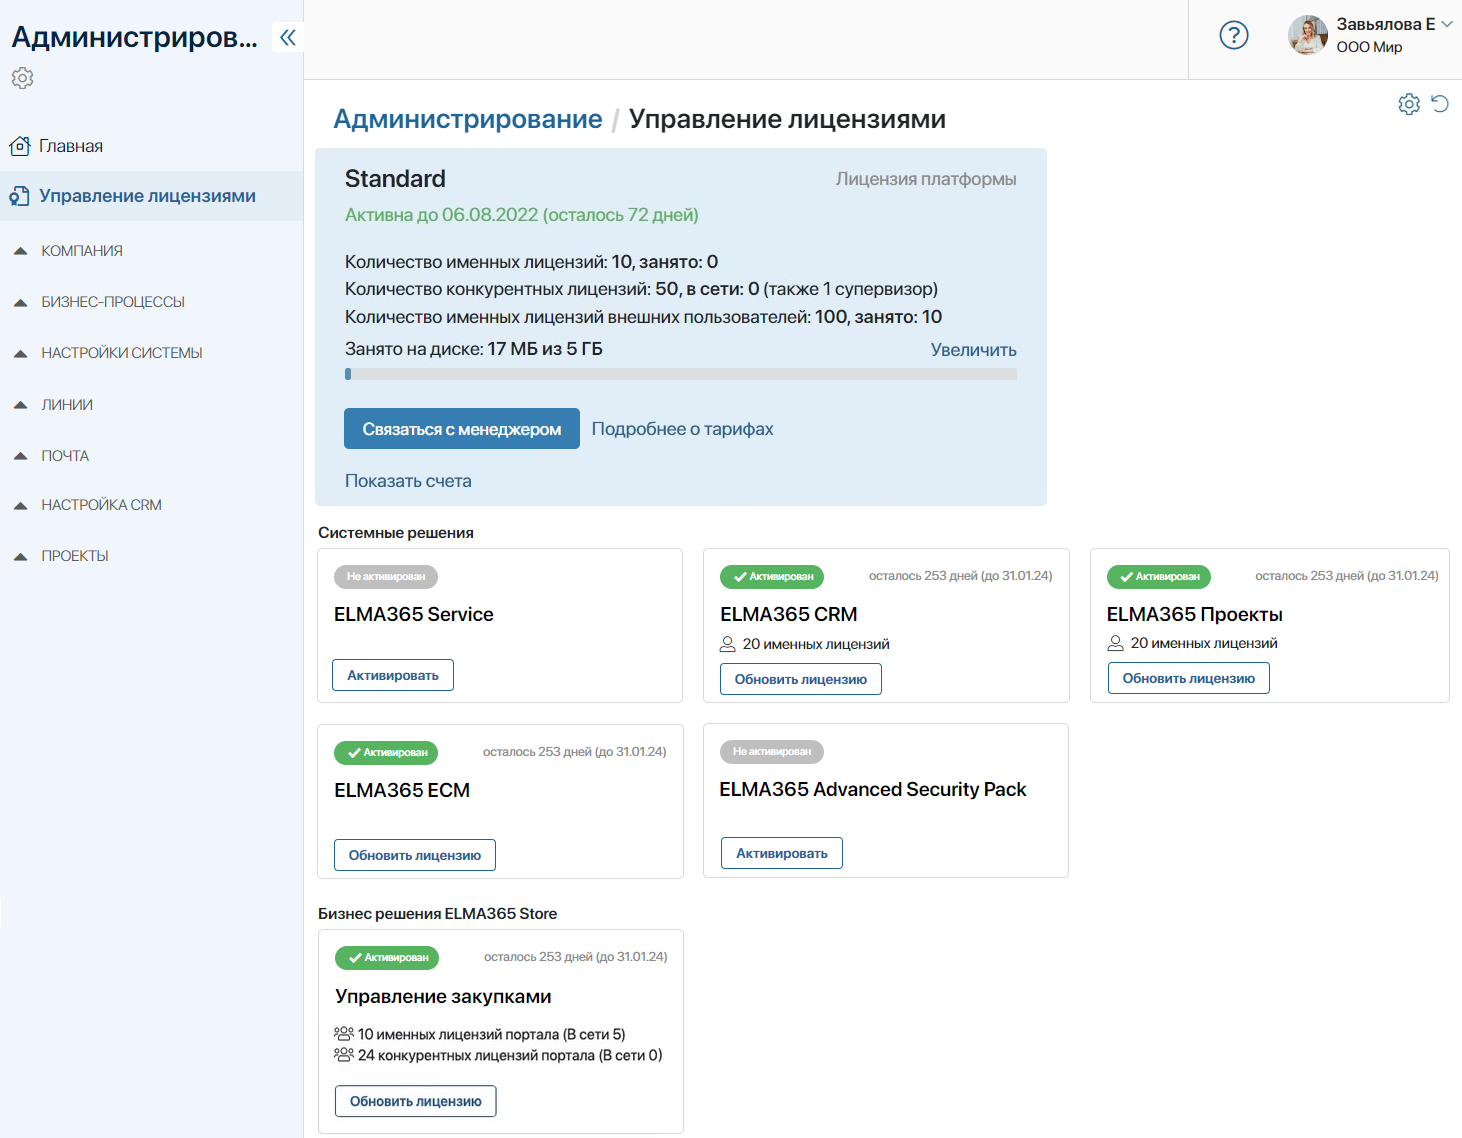 Администриров...
Завьялова Е
ООО Мир
Главная
Управление лицензиями
КОМПАНИЯ
БИЗНЕС-ПРОЦЕССЫ
НАСТРОЙКИ СИСТЕМЫ
ЛИНИИ
ПОЧТА
НАСТРОЙКА CRM
ПРОЕКТЫ
Администрирование / Управление лицензиями
Standard
Лицензия платформы
Активна до 06.08.2022 (осталось 72 дней)
Количество именных лицензий: 10, занято: 0
Количество конкурентных лицензий: 50, в сети: 0 (также 1 супервизор)
Количество именных лицензий внешних пользователей: 100, занято: 10
Занято на диске: 17 МБ из 5 ГБ
Увеличить
Связаться с менеджером
Подробнее о тарифах
Показать счета
Системные решения
Не активирован
ELMA365 Service
Активировать
Активирован
осталось 253 дней (до 31.01.24)
ELMA365 CRM
20 именных лицензий
Обновить лицензию
Активирован
осталось 253 дней (до 31.01.24)
ELMA365 Проекты
20 именных лицензий
Обновить лицензию
Активирован
осталось 253 дней (до 31.01.24)
ELMA365 ECM
Обновить лицензию
Не активирован
ELMA365 Advanced Security Pack
Активировать
Бизнес решения ELMA365 Store
Активирован
осталось 253 дней (до 31.01.24)
Управление закупками
10 именных лицензий портала (В сети 5)
24 конкурентных лицензий портала (В сети 0)
Обновить лицензию